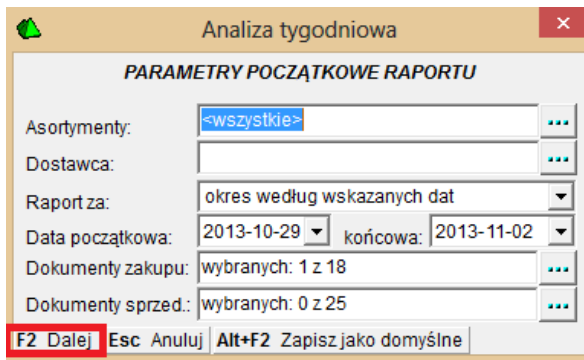 Analiza tygodniowa
PARAMETRY POCZĄTKOWE RAPORTU
Asortymenty: <wszystkie> ...
Dostawca: ...
Raport za: okres według wskazanych dat
Data początkowa: 2013-10-29 końcowa: 2013-11-02
Dokumenty zakupu: wybranych: 1 z 18 ...
Dokumenty sprzed.: wybranych: 0 z 25 ...
F2 Dalej Esc Anuluj Alt+F2 Zapisz jako domyślne